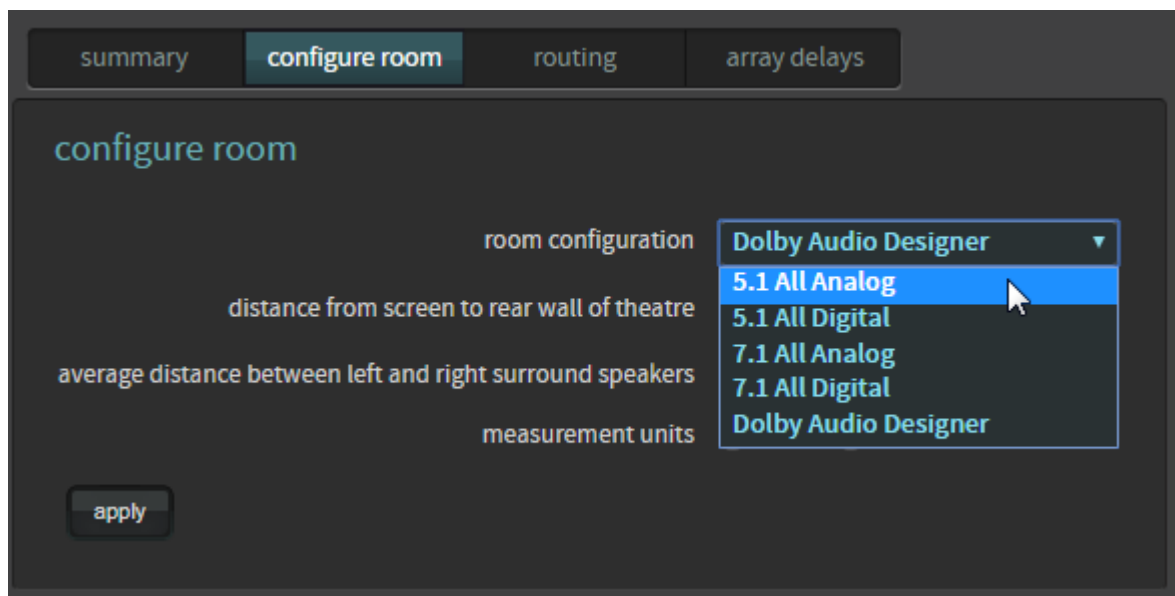 summary configure room routing array delays
configure room
room configuration Dolby Audio Designer
5.1 All Analog
distance from screen to rear wall of theatre 5.1 All Digital
7.1 All Analog
average distance between left and right surround speakers 7.1 All Digital
measurement units Dolby Audio Designer
apply